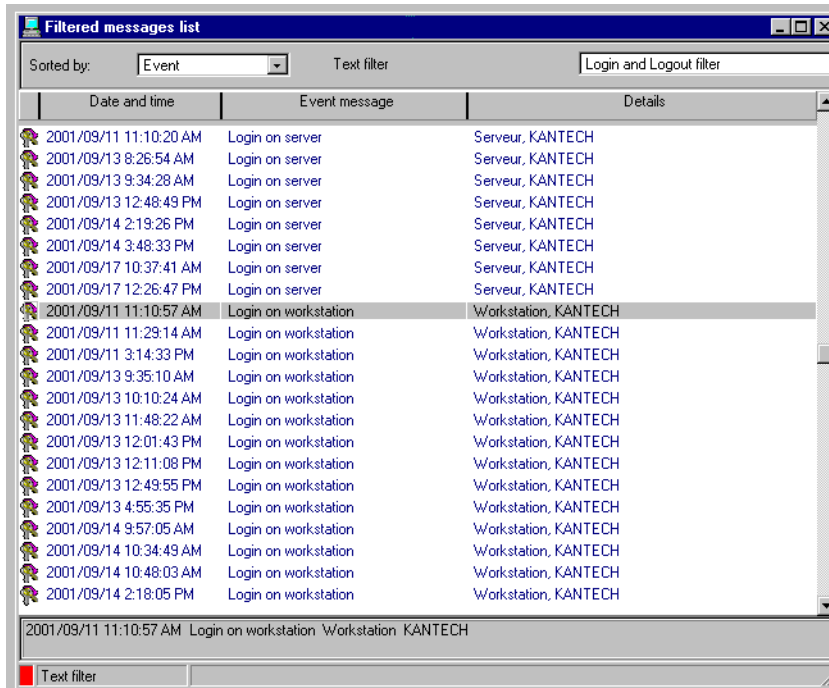 Filtered messages list
Sorted by: Event Text filter Login and Logout filter
Date and time Event message Details
2001/09/11 11:10:20 AM Login on server Serveur, KANTECH
2001/09/13 8:26:54 AM Login on server Serveur, KANTECH
2001/09/13 9:34:28 AM Login on server Serveur, KANTECH
2001/09/13 12:48:49 PM Login on server Serveur, KANTECH
2001/09/14 2:19:26 PM Login on server Serveur, KANTECH
2001/09/14 3:48:33 PM Login on server Serveur, KANTECH
2001/09/17 10:37:41 AM Login on server Serveur, KANTECH
2001/09/17 12:26:47 PM Login on server Serveur, KANTECH
2001/09/11 11:10:57 AM Login on workstation Workstation, KANTECH
2001/09/11 11:29:14 AM Login on workstation Workstation, KANTECH
2001/09/11 3:14:33 PM Login on workstation Workstation, KANTECH
2001/09/13 9:35:10 AM Login on workstation Workstation, KANTECH
2001/09/13 10:10:24 AM Login on workstation Workstation, KANTECH
2001/09/13 11:48:22 AM Login on workstation Workstation, KANTECH
2001/09/13 12:01:43 PM Login on workstation Workstation, KANTECH
2001/09/13 12:11:08 PM Login on workstation Workstation, KANTECH
2001/09/13 12:49:55 PM Login on workstation Workstation, KANTECH
2001/09/13 4:55:35 PM Login on workstation Workstation, KANTECH
2001/09/14 9:57:05 AM Login on workstation Workstation, KANTECH
2001/09/14 10:34:49 AM Login on workstation Workstation, KANTECH
2001/09/14 10:48:03 AM Login on workstation Workstation, KANTECH
2001/09/14 2:18:05 PM Login on workstation Workstation, KANTECH
2001/09/11 11:10:57 AM Login on workstation Workstation KANTECH
Text filter